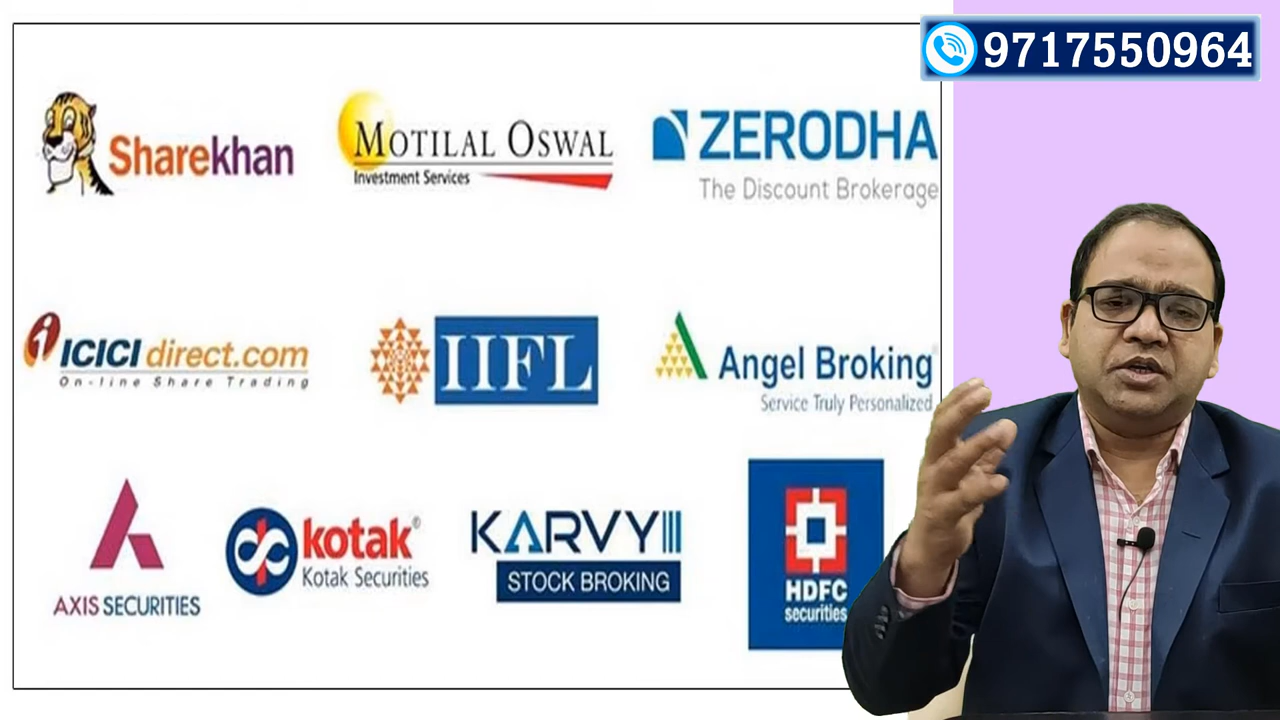 9717550964
Sharekhan
MOTILAL OSWAL
Investment Services
ZERODHA
The Discount Brokerage
ICICI direct.com
On-line Share Trading
IIFL
Angel Broking
Service Truly Personalized
AXIS SECURITIES
kotak®
Kotak Securities
KARVY
STOCK BROKING
HDFC
securities